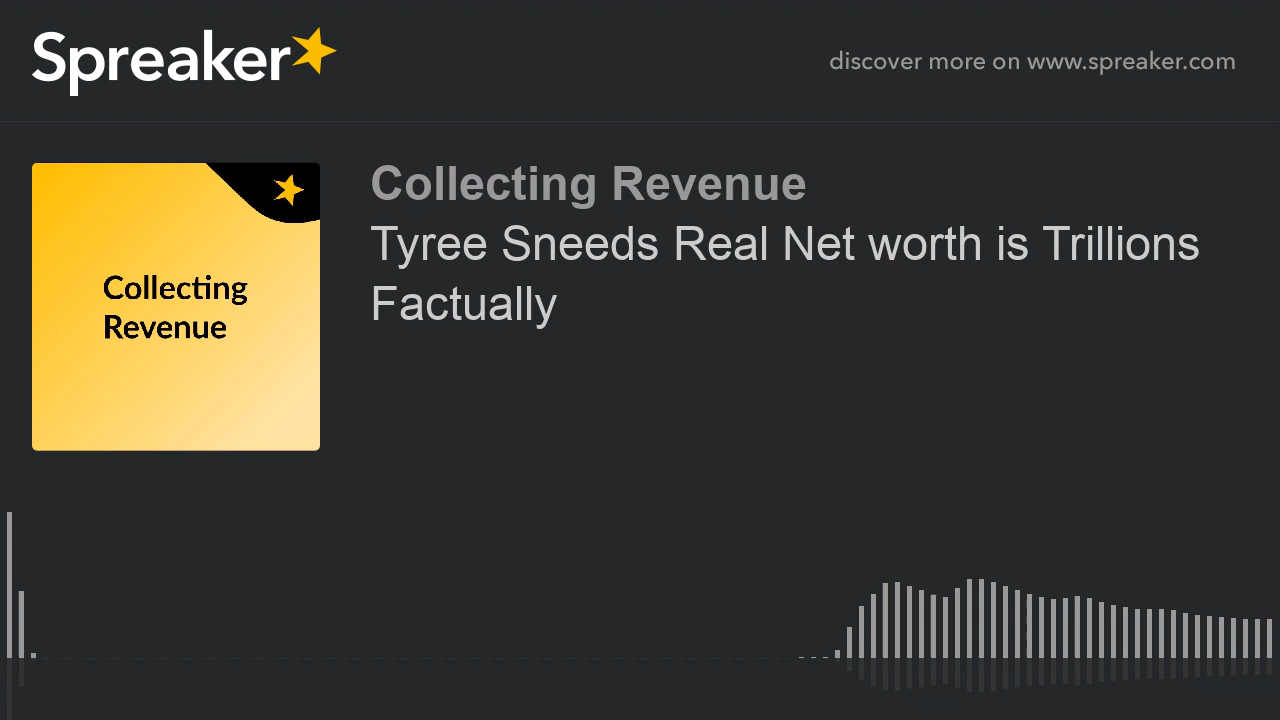 Spreaker
discover more on www.spreaker.com
Collecting
Revenue
Collecting Revenue
Tyree Sneeds Real Net worth is Trillions
Factually